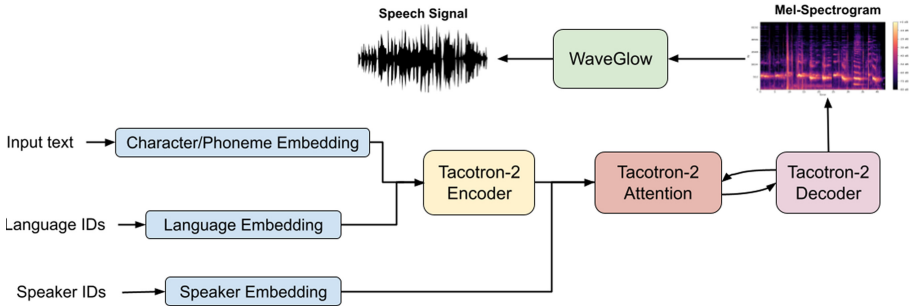 Speech Signal
Mel-Spectrogram
WaveGlow
Input text
Character/Phoneme Embedding
Tacotron-2
Encoder
Tacotron-2
Attention
Tacotron-2
Decoder
Language IDs
Language Embedding
Speaker IDs
Speaker Embedding